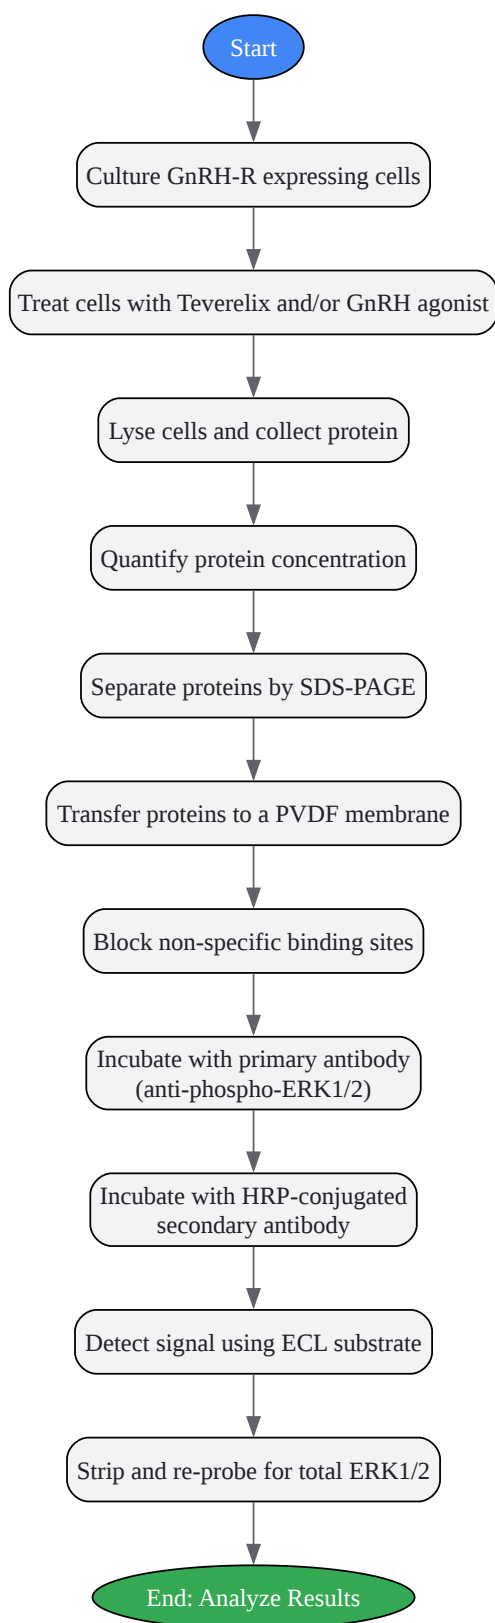 Start
Culture GnRH-R expressing cells
Treat cells with Teverelix and/or GnRH agonist
Lyse cells and collect protein
Quantify protein concentration
Separate proteins by SDS-PAGE
Transfer proteins to a PVDF membrane
Block non-specific binding sites
Incubate with primary antibody
(anti-phospho-ERK1/2)
Incubate with HRP-conjugated
secondary antibody
Detect signal using ECL substrate
Strip and re-probe for total ERK1/2
End: Analyze Results